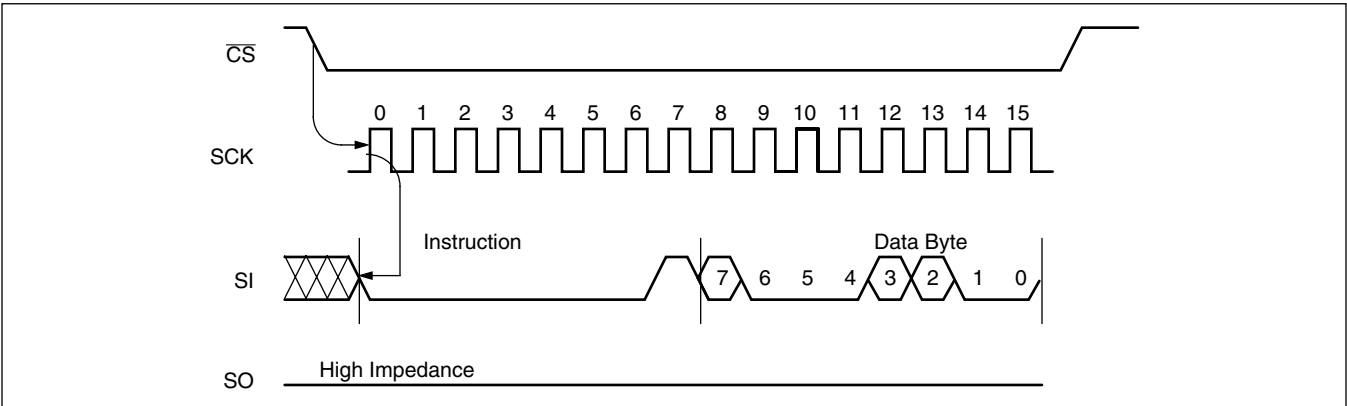 C̅S̅
0 1 2 3 4 5 6 7 8 9 10 11 12 13 14 15
SCK
Instruction Data Byte
SI 7 6 5 4 3 2 1 0
High Impedance
SO